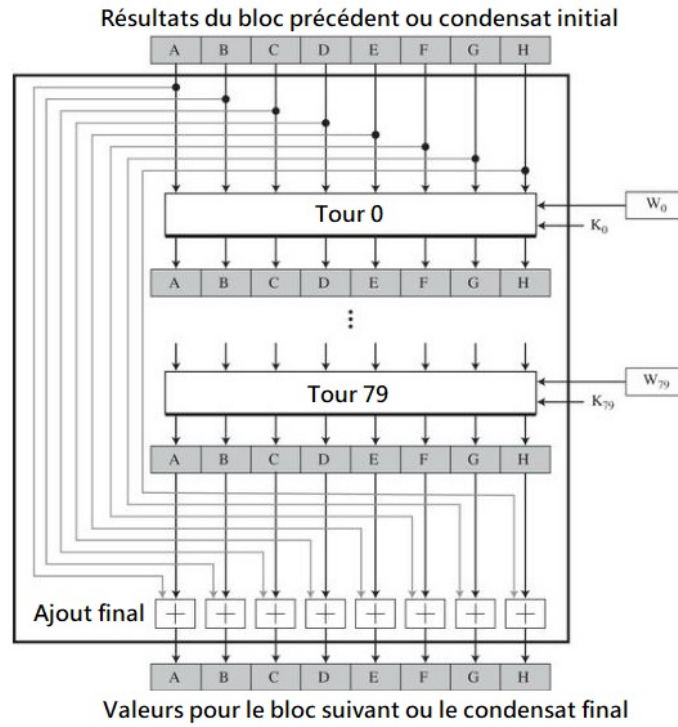 Résultats du bloc précédent ou condensat initial
A B C D E F G H
Tour 0
W₀
K₀
A B C D E F G H
⋮
Tour 79
W₇₉
K₇₉
A B C D E F G H
Ajout final + + + + + + + +
A B C D E F G H
Valeurs pour le bloc suivant ou le condensat final